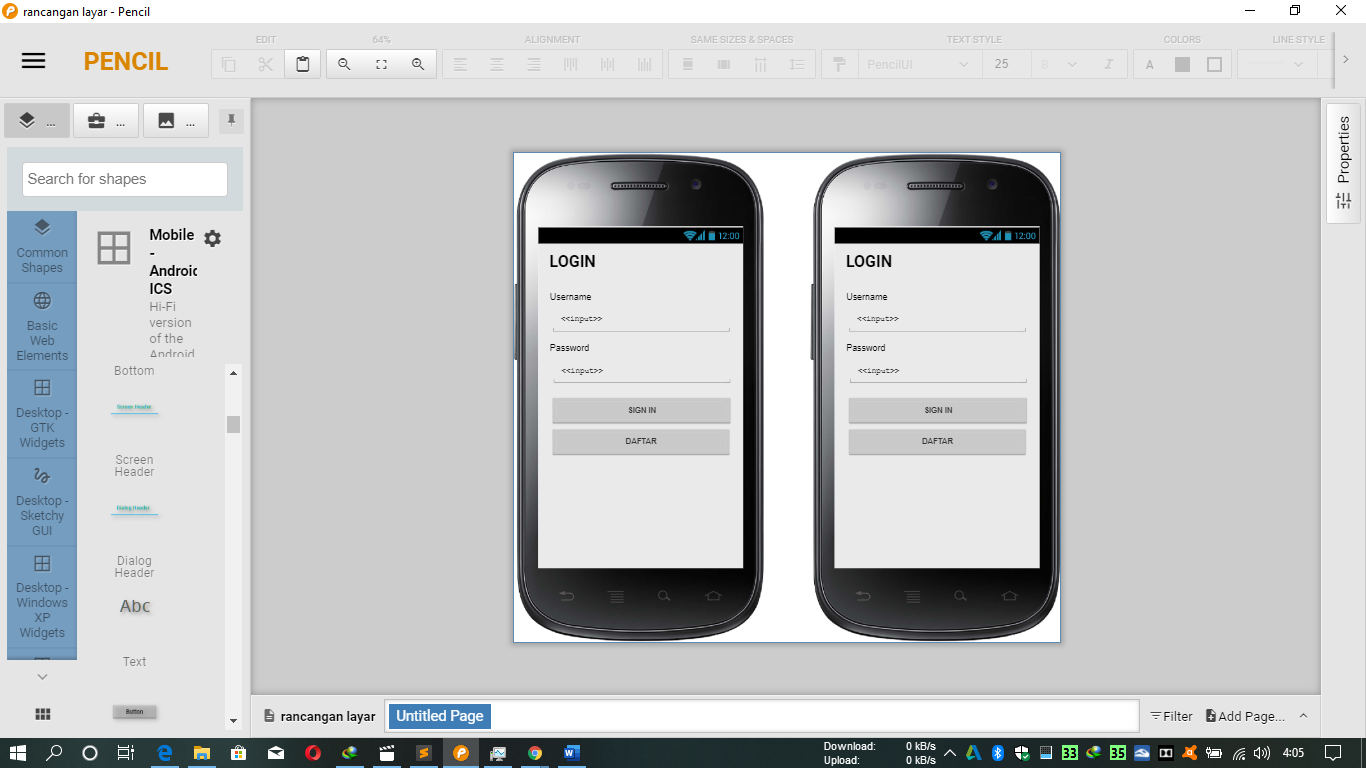 rancangan layar - Pencil
EDIT
64%
ALIGNMENT
SAME SIZES & SPACES
TEXT STYLE
COLORS
LINE STYLE
PENCIL
PencilUI
25
B
I
A
...
...
...
Search for shapes
Properties
Common
Shapes
Basic
Web
Elements
Desktop -
GTK
Widgets
Desktop -
Sketchy
GUI
Desktop -
Windows
XP
Widgets
Mobile
-
Android
ICS
Hi-Fi
version
of the
Android
Bottom
Screen Header
Screen
Header
Dialog Header
Dialog
Header
Abc
Text
Button
12:00
LOGIN
Username
<<input>>
Password
<<input>>
SIGN IN
DAFTAR
12:00
LOGIN
Username
<<input>>
Password
<<input>>
SIGN IN
DAFTAR
rancangan layar
Untitled Page
Filter
Add Page...
Download: 0 kB/s
Upload: 0 kB/s
33
35
4:05